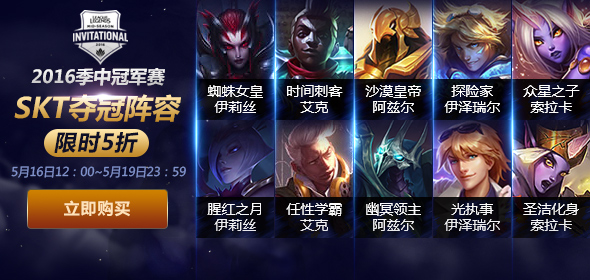 LEAGUE LEGENDS
MID-SEASON
INVITATIONAL
2016
2016季中冠军赛
SKT夺冠阵容
限时5折
5月16日12：00~5月19日23：59
立即购买
蜘蛛女皇
伊莉丝
时间刺客
艾克
沙漠皇帝
阿兹尔
探险家
伊泽瑞尔
众星之子
索拉卡
腥红之月
伊莉丝
任性学霸
艾克
幽冥领主
阿兹尔
光执事
伊泽瑞尔
圣洁化身
索拉卡